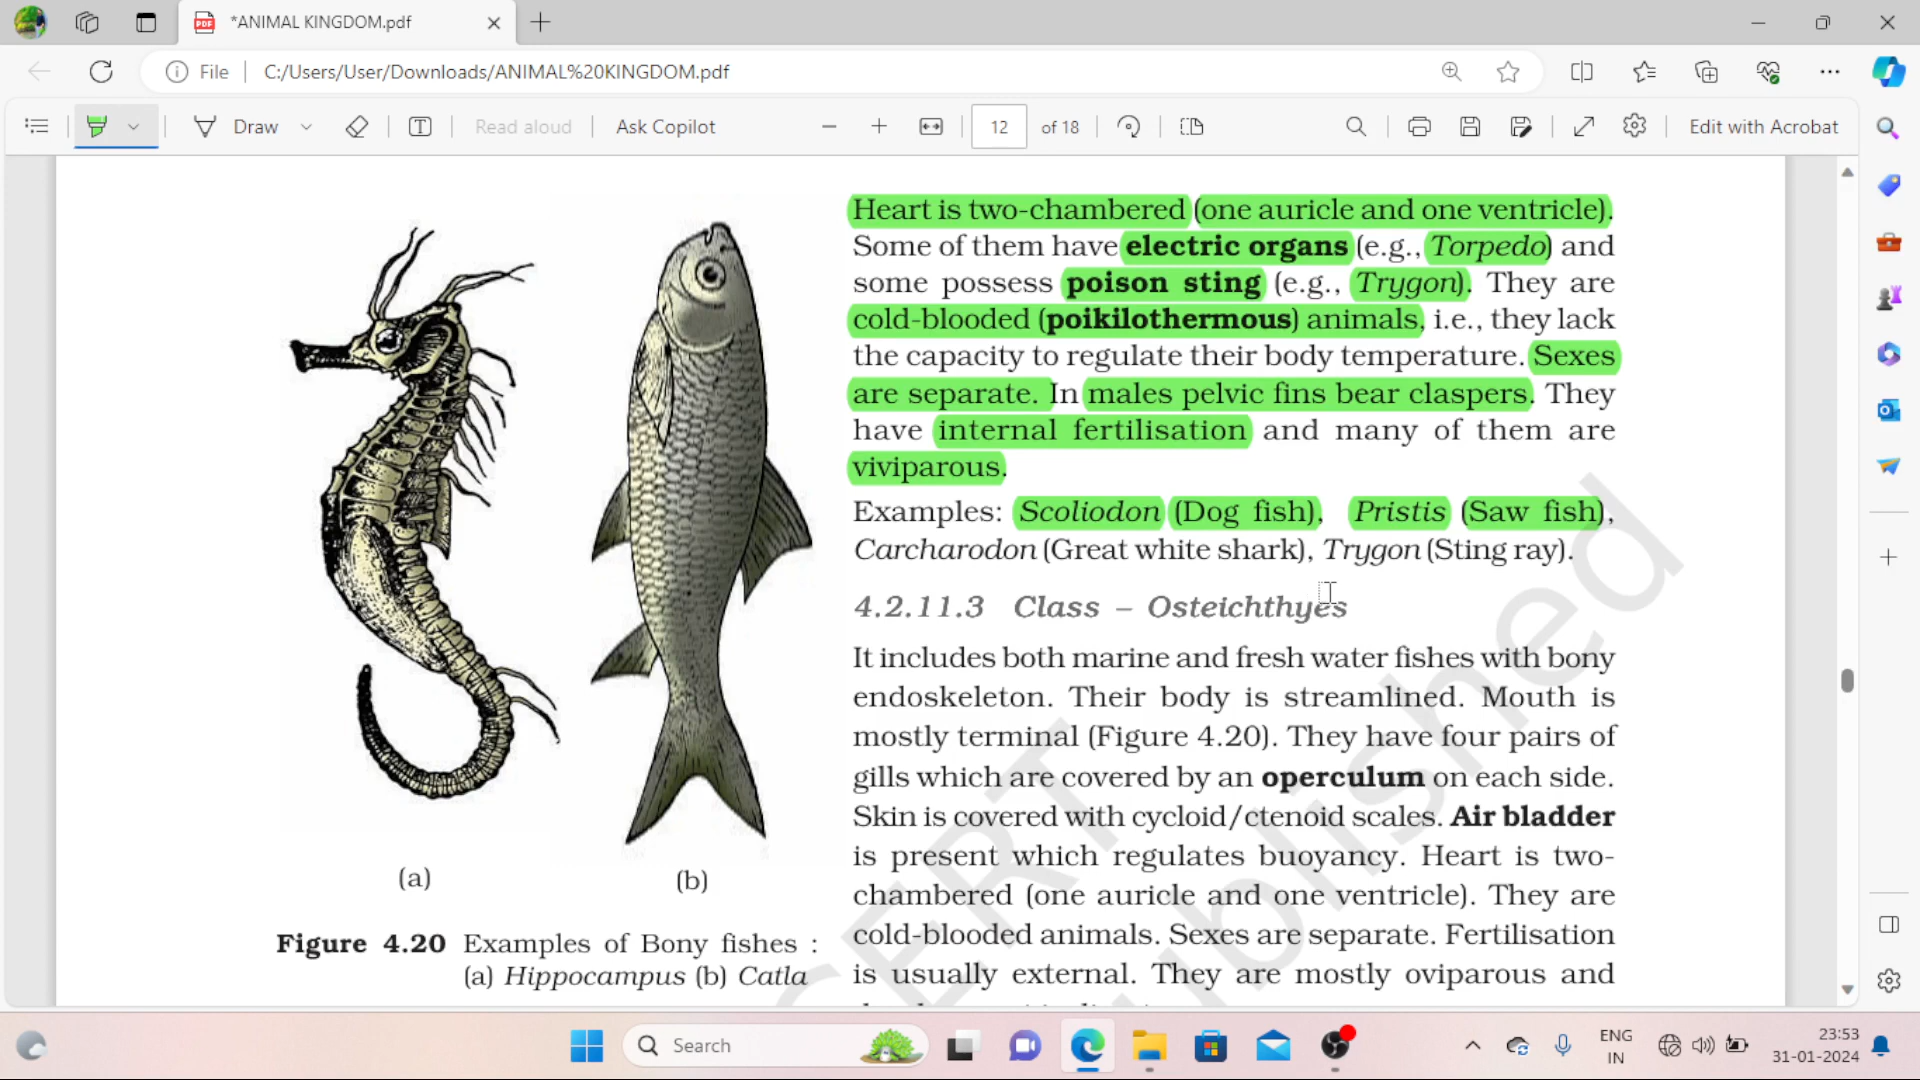 *ANIMAL KINGDOM.pdf
File
C:/Users/User/Downloads/ANIMAL%20KINGDOM.pdf
Draw
Read aloud
Ask Copilot
12
of 18
Edit with Acrobat
Heart is two-chambered (one auricle and one ventricle).
Some of them have electric organs (e.g., Torpedo) and
some possess poison sting (e.g., Trygon). They are
cold-blooded (poikilothermous) animals, i.e., they lack
the capacity to regulate their body temperature. Sexes
are separate. In males pelvic fins bear claspers. They
have internal fertilisation and many of them are
viviparous.
Examples: Scoliodon (Dog fish), Pristis (Saw fish),
Carcharodon (Great white shark), Trygon (Sting ray).
4.2.11.3 Class – Osteichthyes
It includes both marine and fresh water fishes with bony
endoskeleton. Their body is streamlined. Mouth is
mostly terminal (Figure 4.20). They have four pairs of
gills which are covered by an operculum on each side.
Skin is covered with cycloid/ctenoid scales. Air bladder
is present which regulates buoyancy. Heart is two-
chambered (one auricle and one ventricle). They are
cold-blooded animals. Sexes are separate. Fertilisation
is usually external. They are mostly oviparous and
(a)
(b)
Figure 4.20 Examples of Bony fishes :
(a) Hippocampus (b) Catla
Search
ENG
IN
23:53
31-01-2024